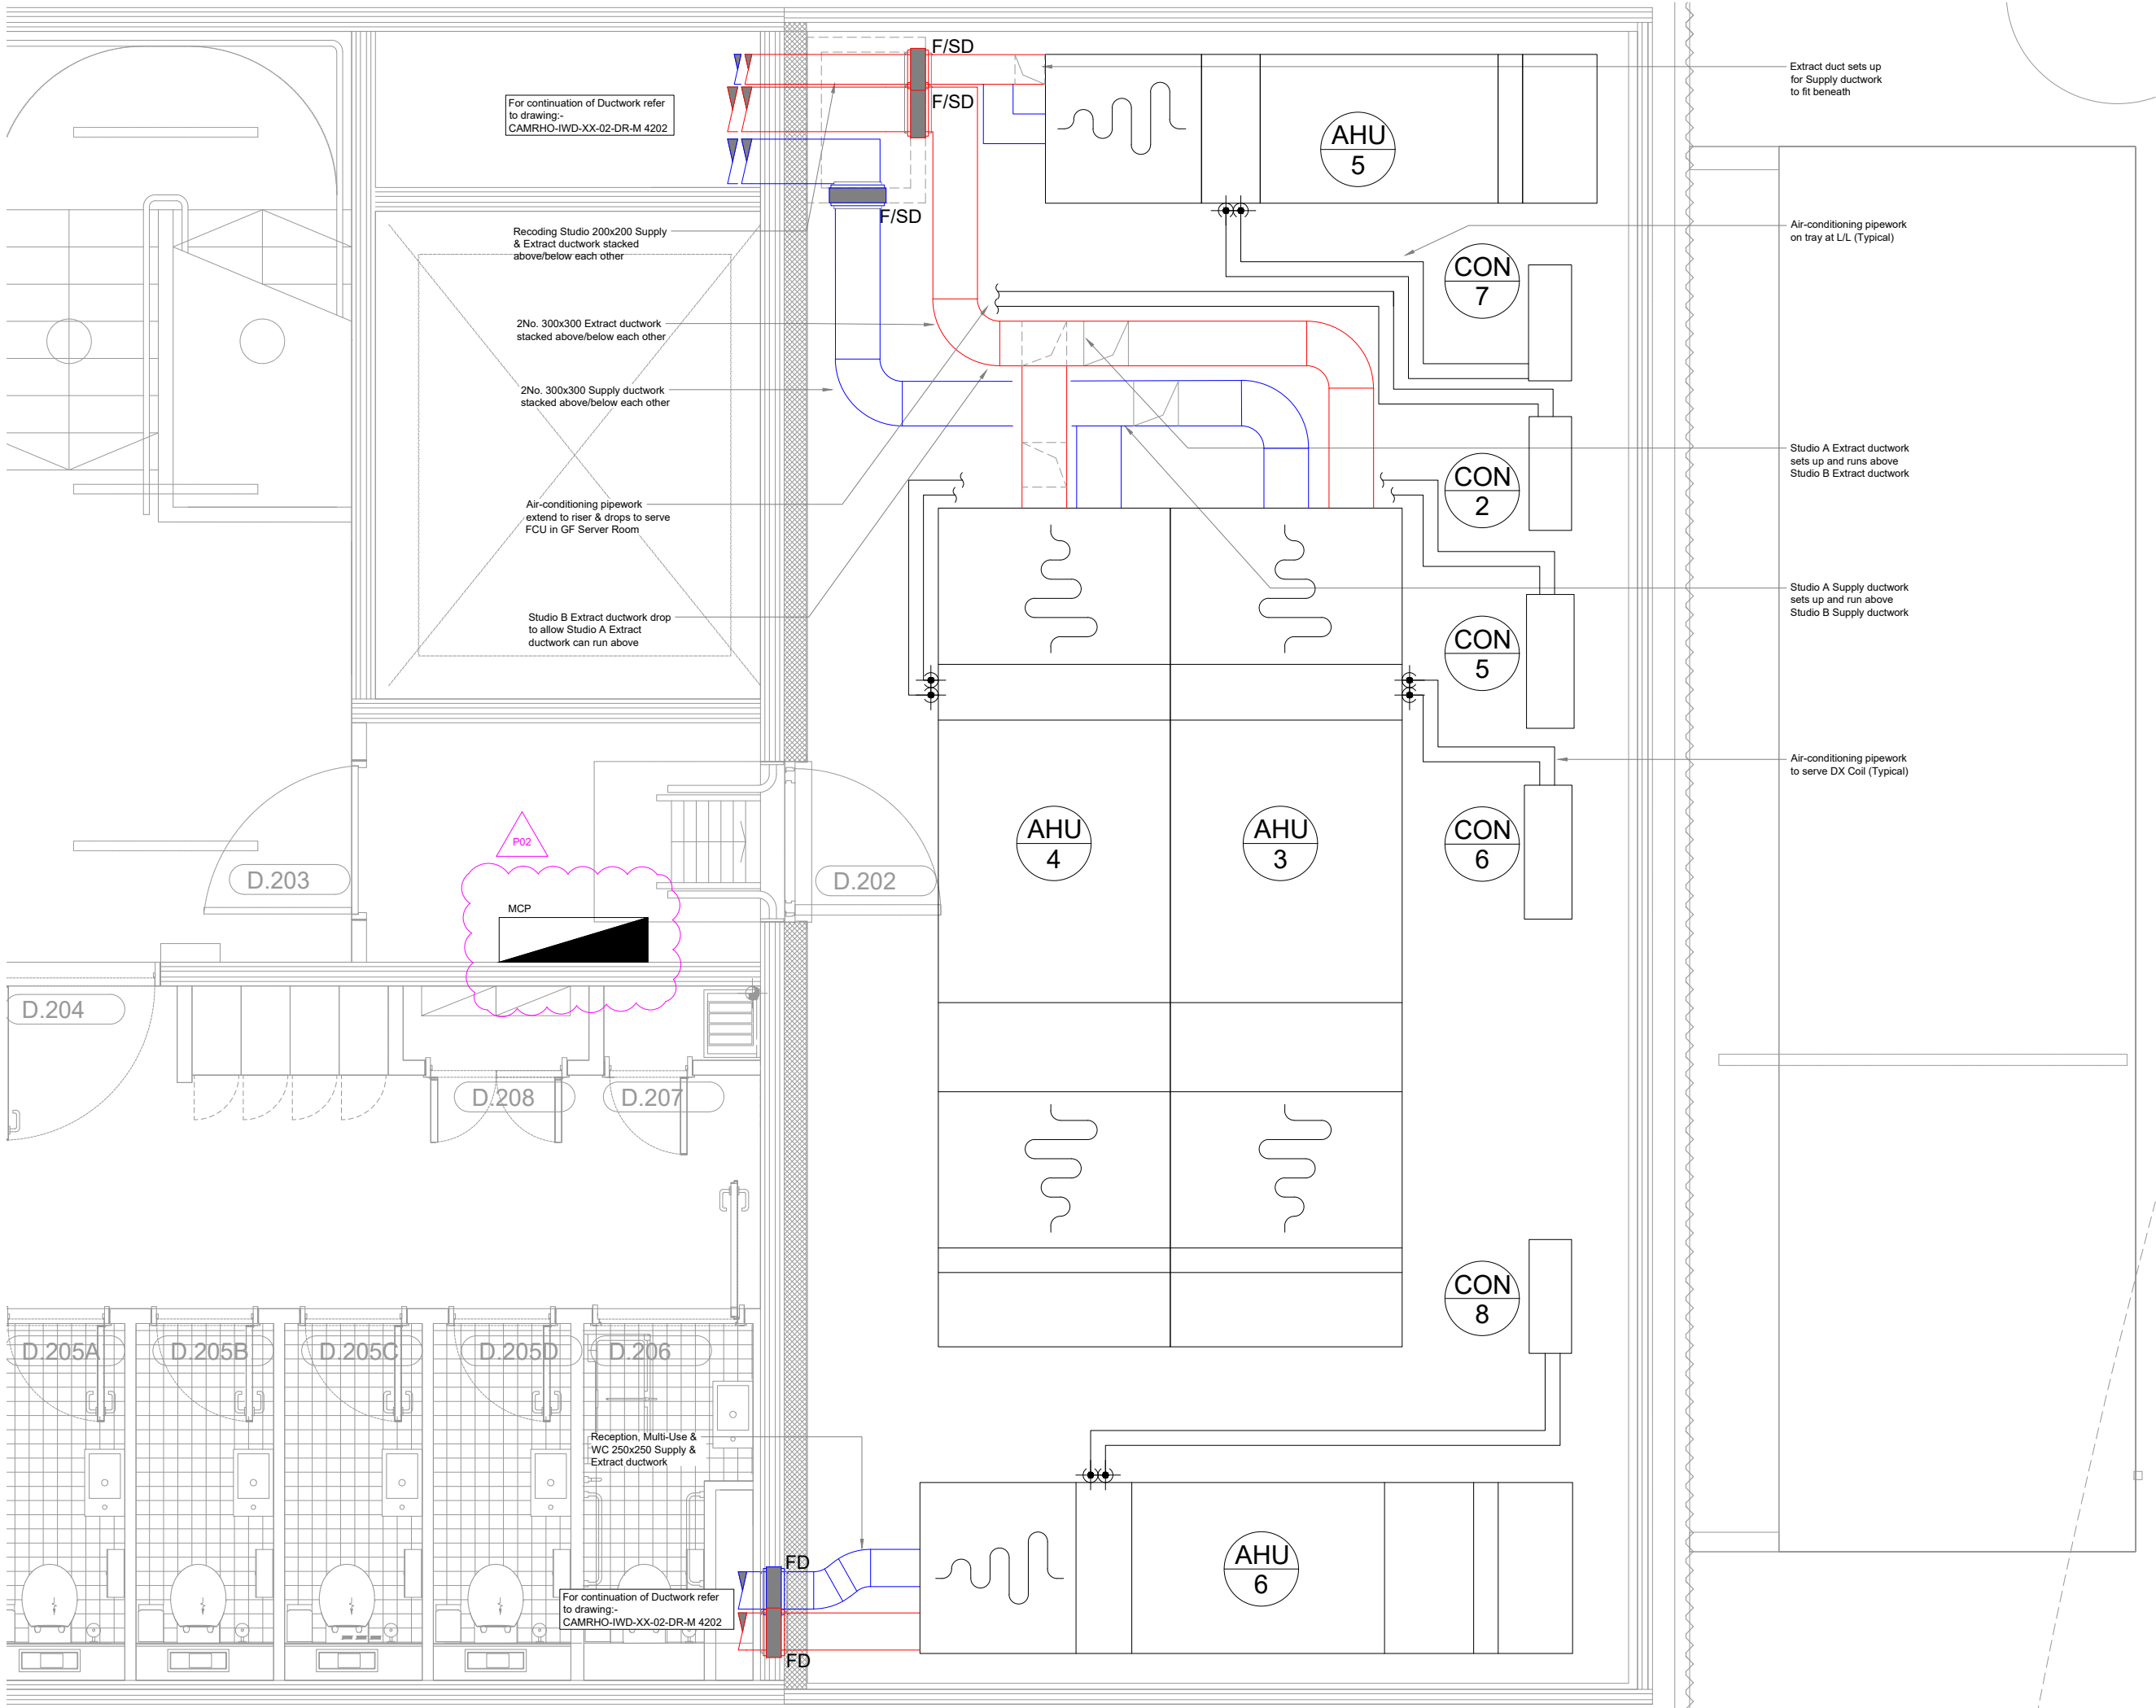 F/SD
Extract duct sets up
for Supply ductwork
to fit beneath
For continuation of Ductwork refer
to drawing:-
CAMRHO-IWD-XX-02-DR-M 4202
F/SD
AHU
5
F/SD
Recoding Studio 200x200 Supply
& Extract ductwork stacked
above/below each other
Air-conditioning pipework
on tray at L/L (Typical)
CON
7
2No. 300x300 Extract ductwork
stacked above/below each other
2No. 300x300 Supply ductwork
stacked above/below each other
Studio A Extract ductwork
sets up and runs above
Studio B Extract ductwork
CON
2
Air-conditioning pipework
extend to riser & drops to serve
FCU in GF Server Room
Studio A Supply ductwork
sets up and run above
Studio B Supply ductwork
Studio B Extract ductwork drop
to allow Studio A Extract
ductwork can run above
CON
5
Air-conditioning pipework
to serve DX Coil (Typical)
P02
AHU
4
AHU
3
CON
6
D.203
D.202
MCP
D.204
D.208
D.207
CON
8
D.205A
D.205B
D.205C
D.205D
D.206
Reception, Multi-Use &
WC 250x250 Supply &
Extract ductwork
FD
AHU
6
For continuation of Ductwork refer
to drawing:-
CAMRHO-IWD-XX-02-DR-M 4202
FD